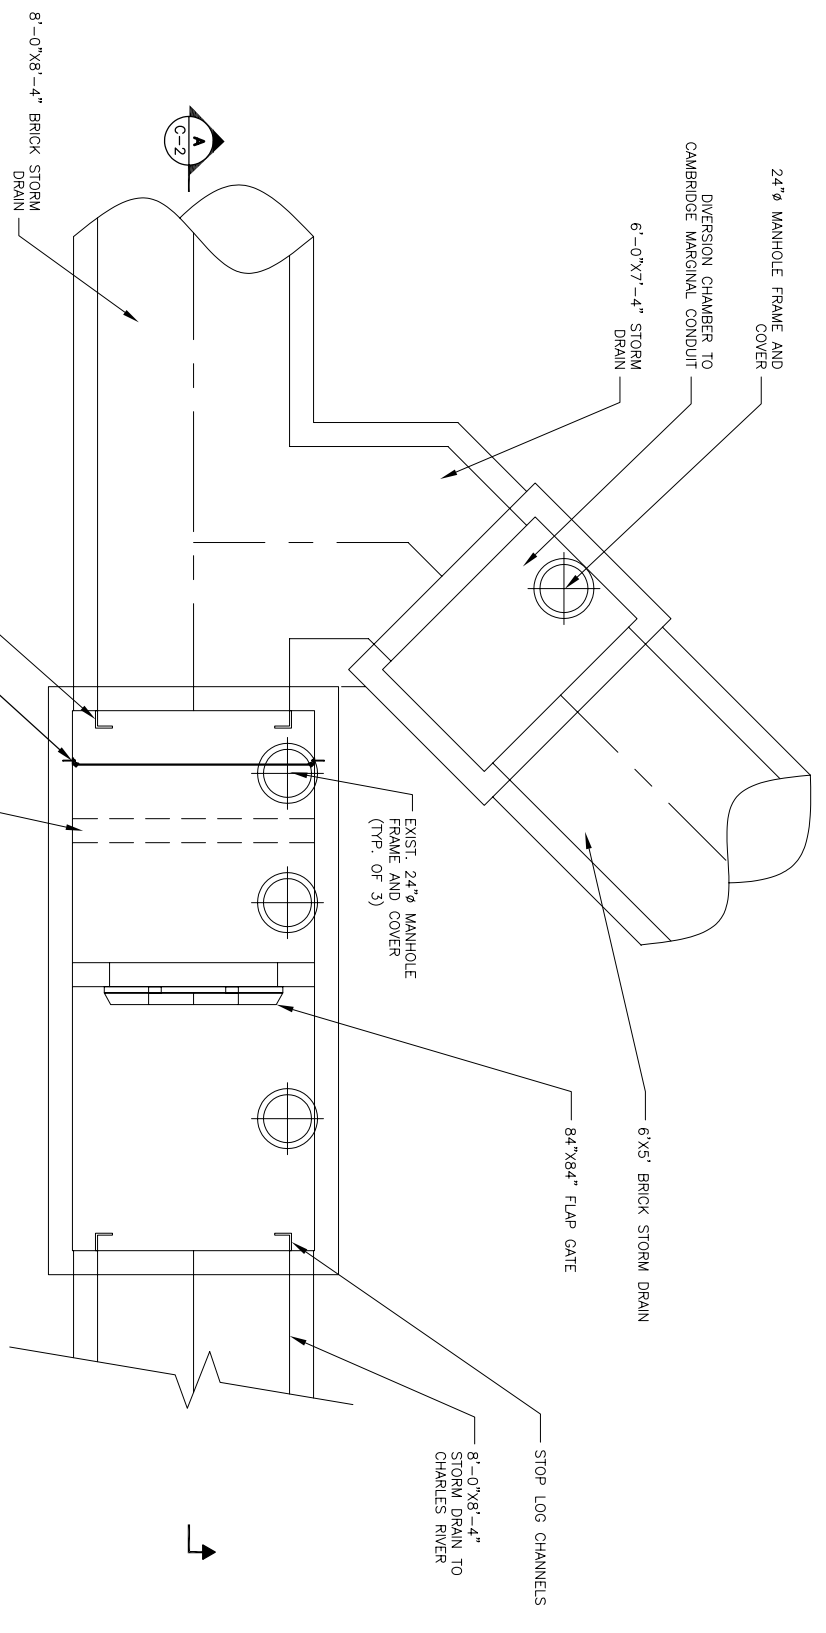 24"ø MANHOLE FRAME AND
COVER
DIVERSION CHAMBER TO
CAMBRIDGE MARGINAL CONDUIT
6'-0"X7'-4" STORM
DRAIN
8'-0"X8'-4" BRICK STORM
DRAIN
A
C-2
EXIST. 24"ø MANHOLE
FRAME AND COVER
(TYP. OF 3)
6'X5' BRICK STORM DRAIN
84"X84" FLAP GATE
STOP LOG CHANNELS
8'-0"X8'-4"
STORM DRAIN TO
CHARLES RIVER